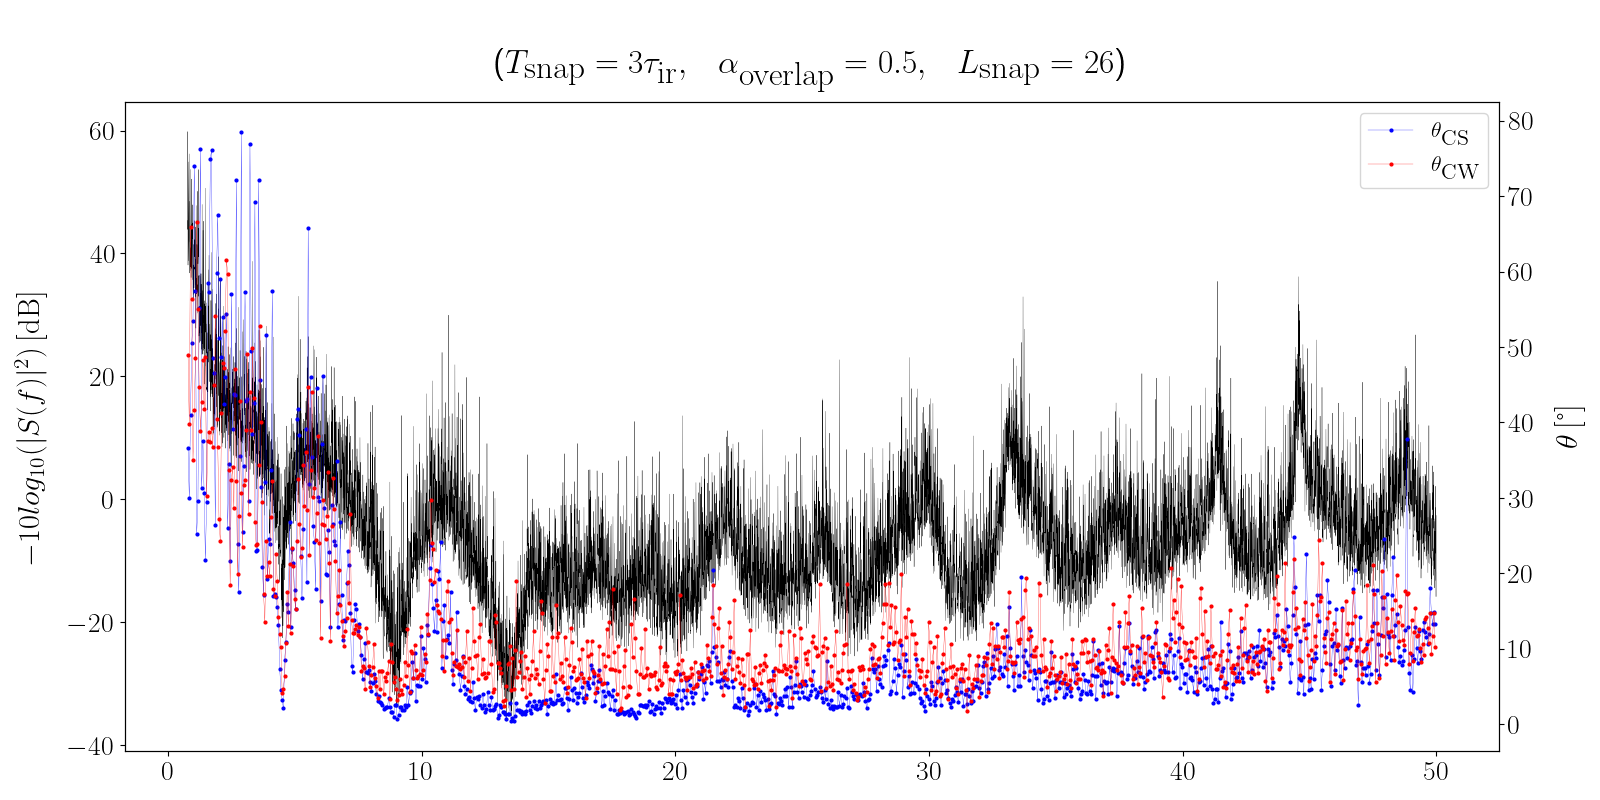 (T_snap = 3τ_ir, α_overlap = 0.5, L_snap = 26)
−10log₁₀(|S(f)|²) [dB]
60
40
20
0
−20
−40
θ_CS
θ_CW
80
70
60
50
40
30
20
10
0
θ [°]
0 10 20 30 40 50